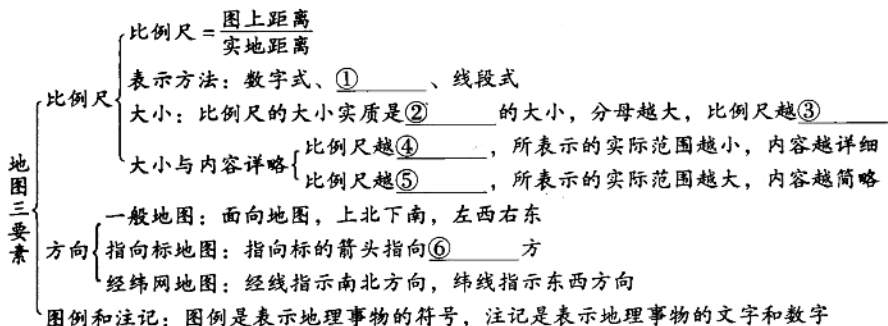 比例尺=图上距离/实地距离
表示方法：数字式、①______、线段式
比例尺
大小：比例尺的大小实质是②______的大小，分母越大，比例尺越③______
大小与内容详略
比例尺越④______，所表示的实际范围越小，内容越详细
比例尺越⑤______，所表示的实际范围越大，内容越简略
地图三要素
一般地图：面向地图，上北下南，左西右东
方向
指向标地图：指向标的箭头指向⑥______方
经纬网地图：经线指示南北方向，纬线指示东西方向
图例和注记：图例是表示地理事物的符号，注记是表示地理事物的文字和数字